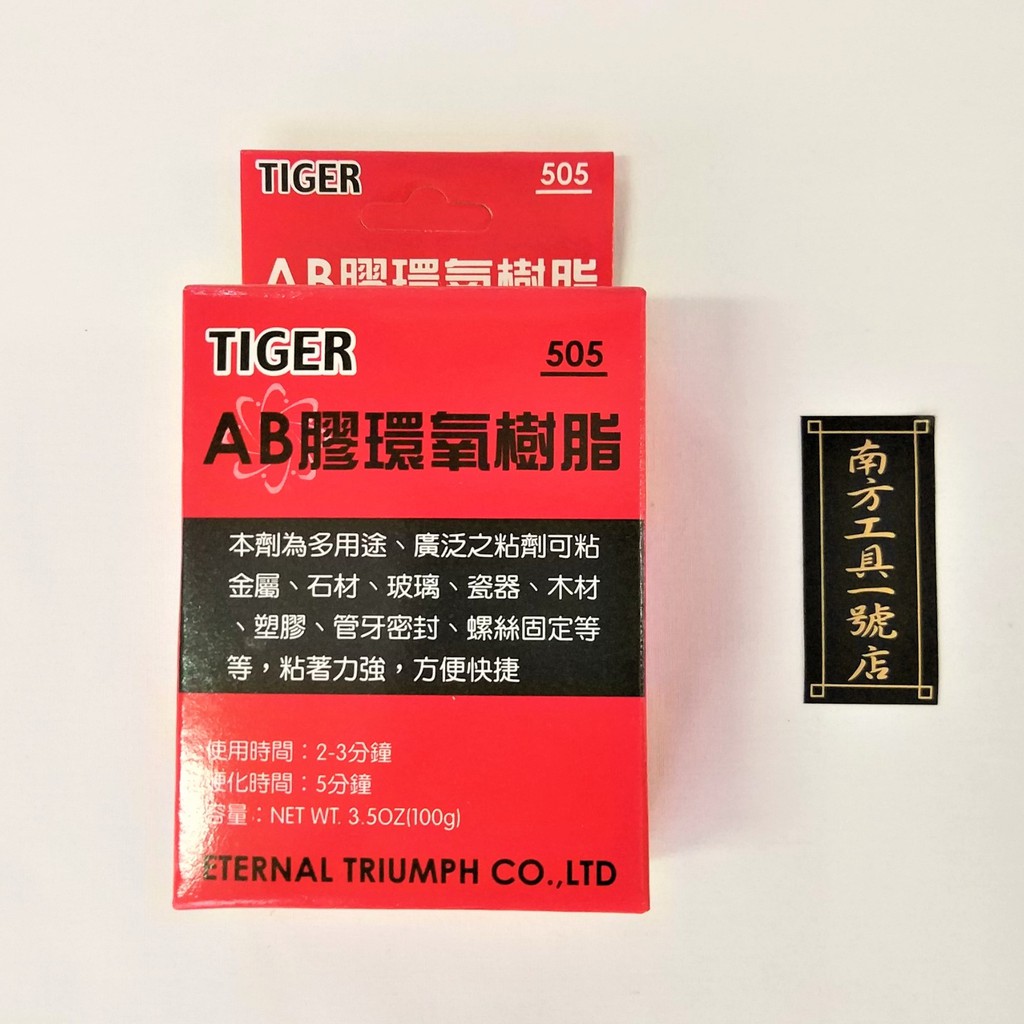 TIGER
505
AB膠環氧樹脂
TIGER
505
AB膠環氧樹脂
本劑為多用途、廣泛之粘劑可粘
金屬、石材、玻璃、瓷器、木材
、塑膠、管牙密封、螺絲固定等
等，粘著力強，方便快捷
使用時間：2-3分鐘
硬化時間：5分鐘
容量：NET WT. 3.5OZ(100g)
ETERNAL TRIUMPH CO.,LTD
南方工具一號店